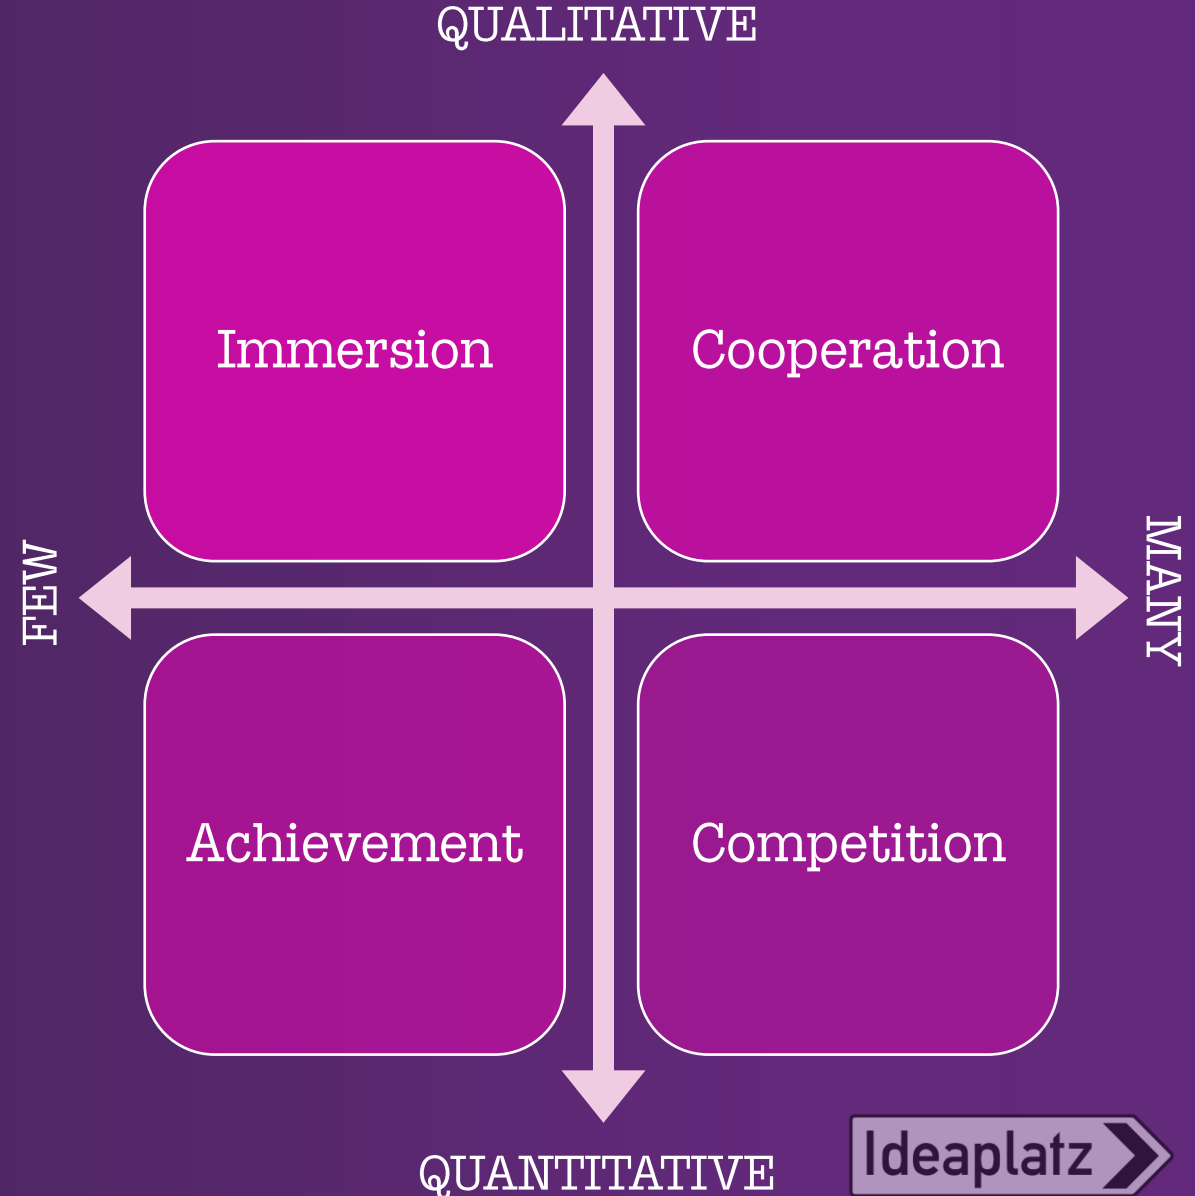 QUALITATIVE
Immersion
Cooperation
FEW
MANY
Achievement
Competition
QUANTITATIVE
Ideaplatz